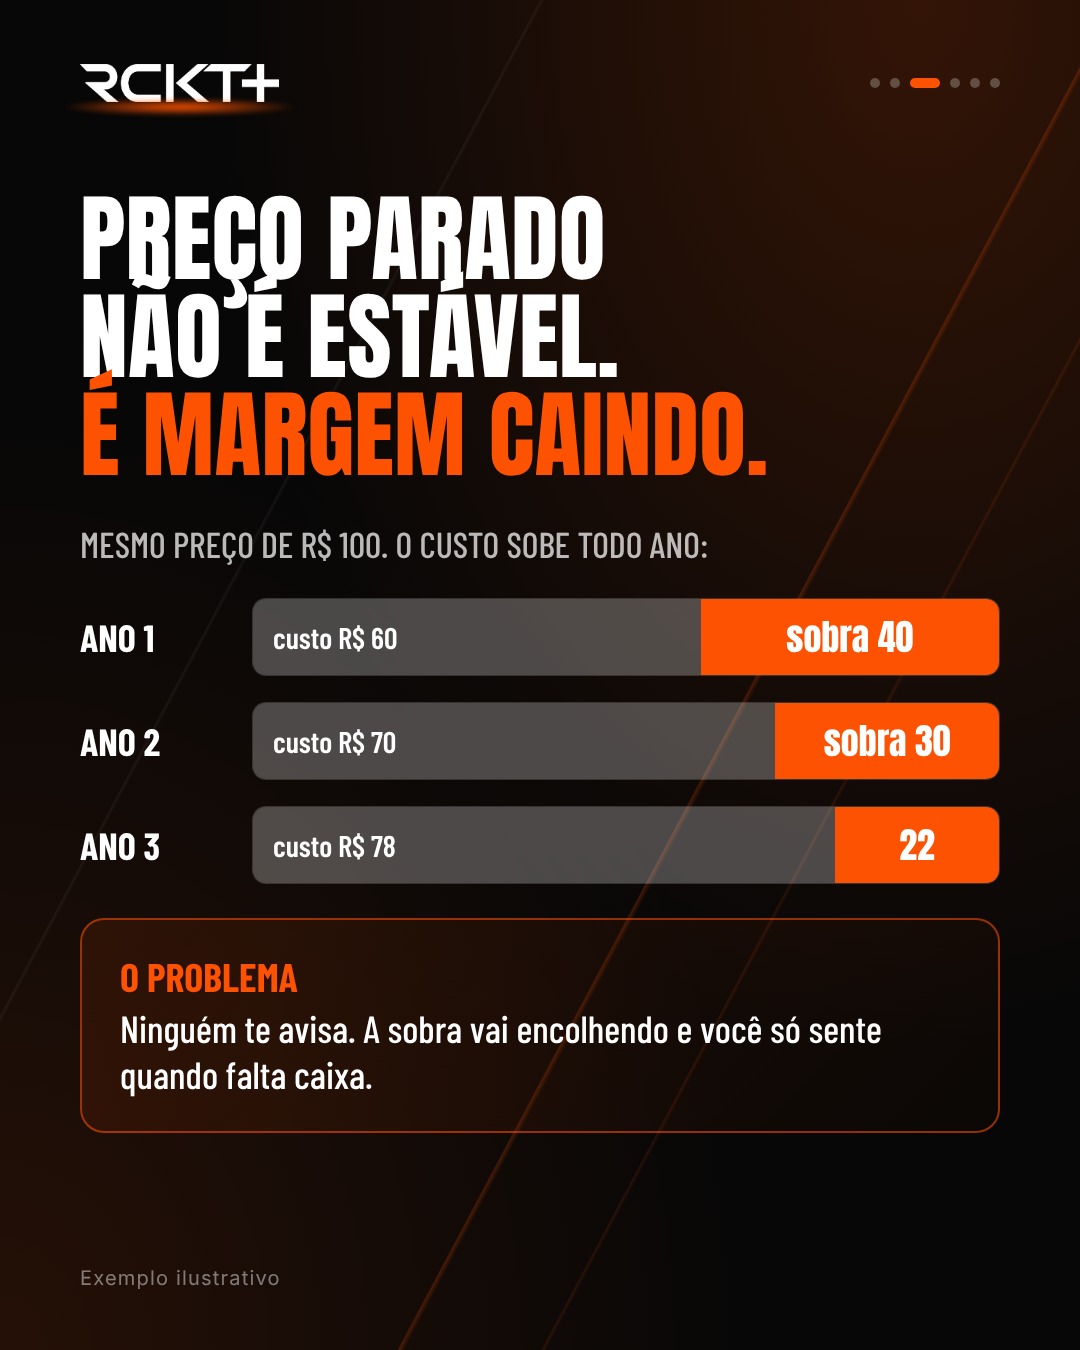 RCKT+
PREÇO PARADO
NÃO É ESTÁVEL.
É MARGEM CAINDO.
MESMO PREÇO DE R$ 100. O CUSTO SOBE TODO ANO:
ANO 1 custo R$ 60 sobra 40
ANO 2 custo R$ 70 sobra 30
ANO 3 custo R$ 78 22
O PROBLEMA
Ninguém te avisa. A sobra vai encolhendo e você só sente
quando falta caixa.
Exemplo ilustrativo